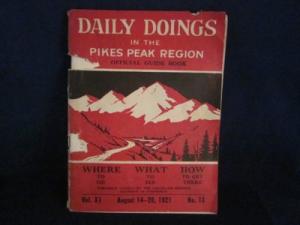 DAILY DOINGS
IN THE
PIKES PEAK REGION
OFFICIAL GUIDE BOOK
WHERE WHAT HOW
TO TO TO GET
GO SEE THERE
Vol. XI August 14-20, 1921 No. 13